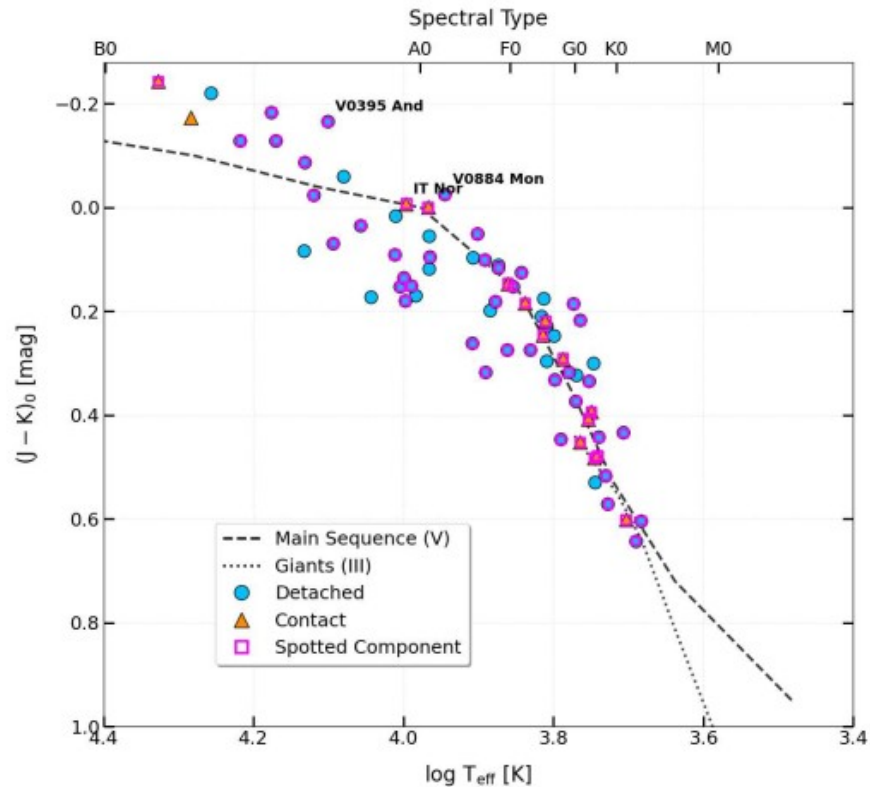 Spectral Type
B0 A0 F0 G0 K0 M0
−0.2
0.0
0.2
0.4
0.6
0.8
1.0
(J − K)₀ [mag]
V0395 And
V0884 Mon
IT Nor
Main Sequence (V)
Giants (III)
Detached
Contact
Spotted Component
4.4 4.2 4.0 3.8 3.6 3.4
log T_eff [K]